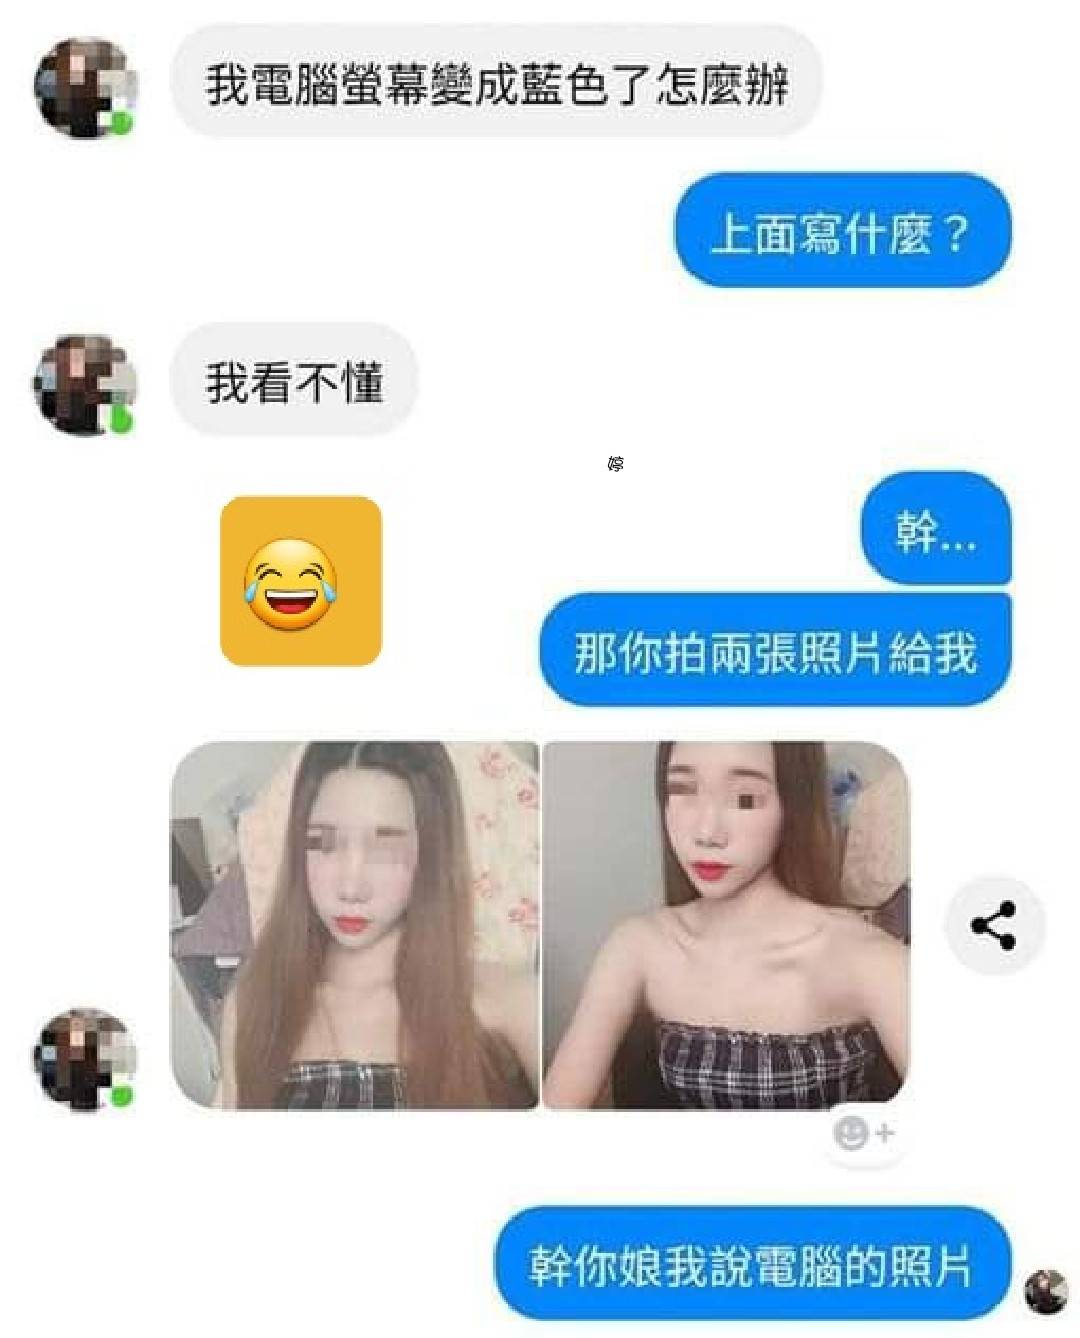 我電腦螢幕變成藍色了怎麼辦
上面寫什麼？
我看不懂
婷
幹...
那你拍兩張照片給我
幹你娘我說電腦的照片